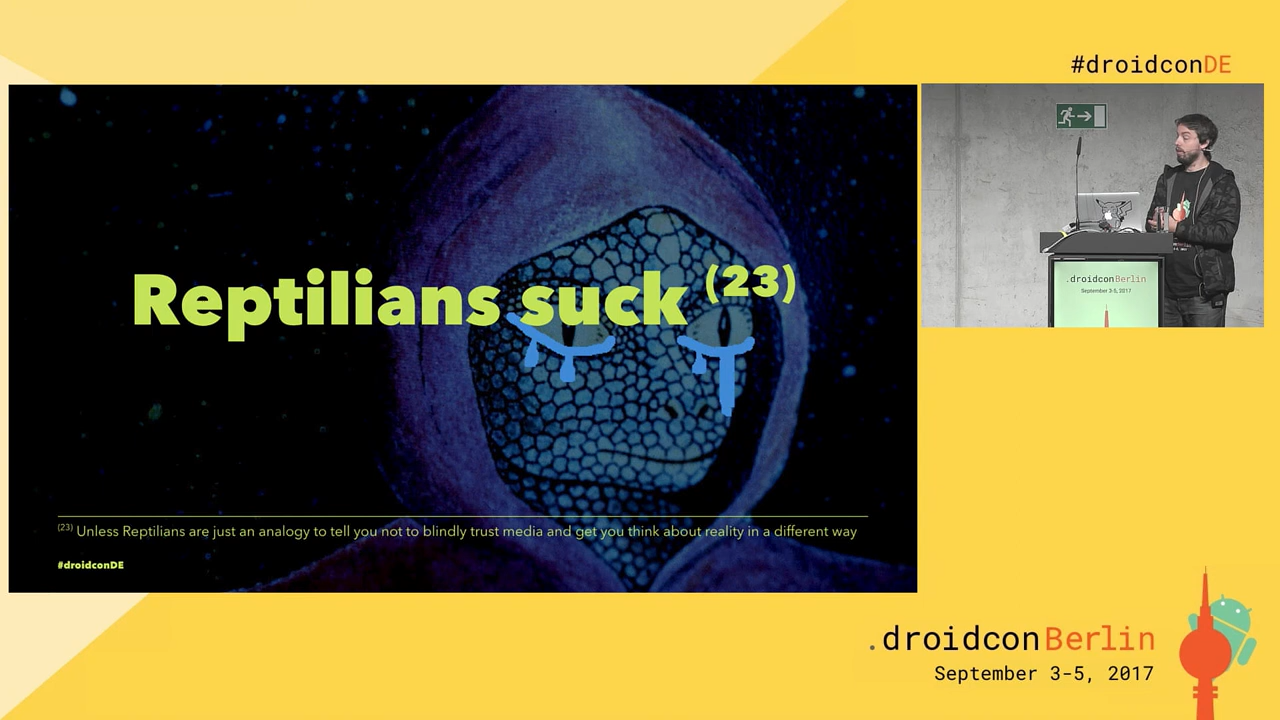 #droidconDE
Reptilians suck (23)
(23) Unless Reptilians are just an analogy to tell you not to blindly trust media and get you think about reality in a different way
#droidconDE
.droidconBerlin
September 3-5, 2017
.droidconBerlin
September 3-5, 2017